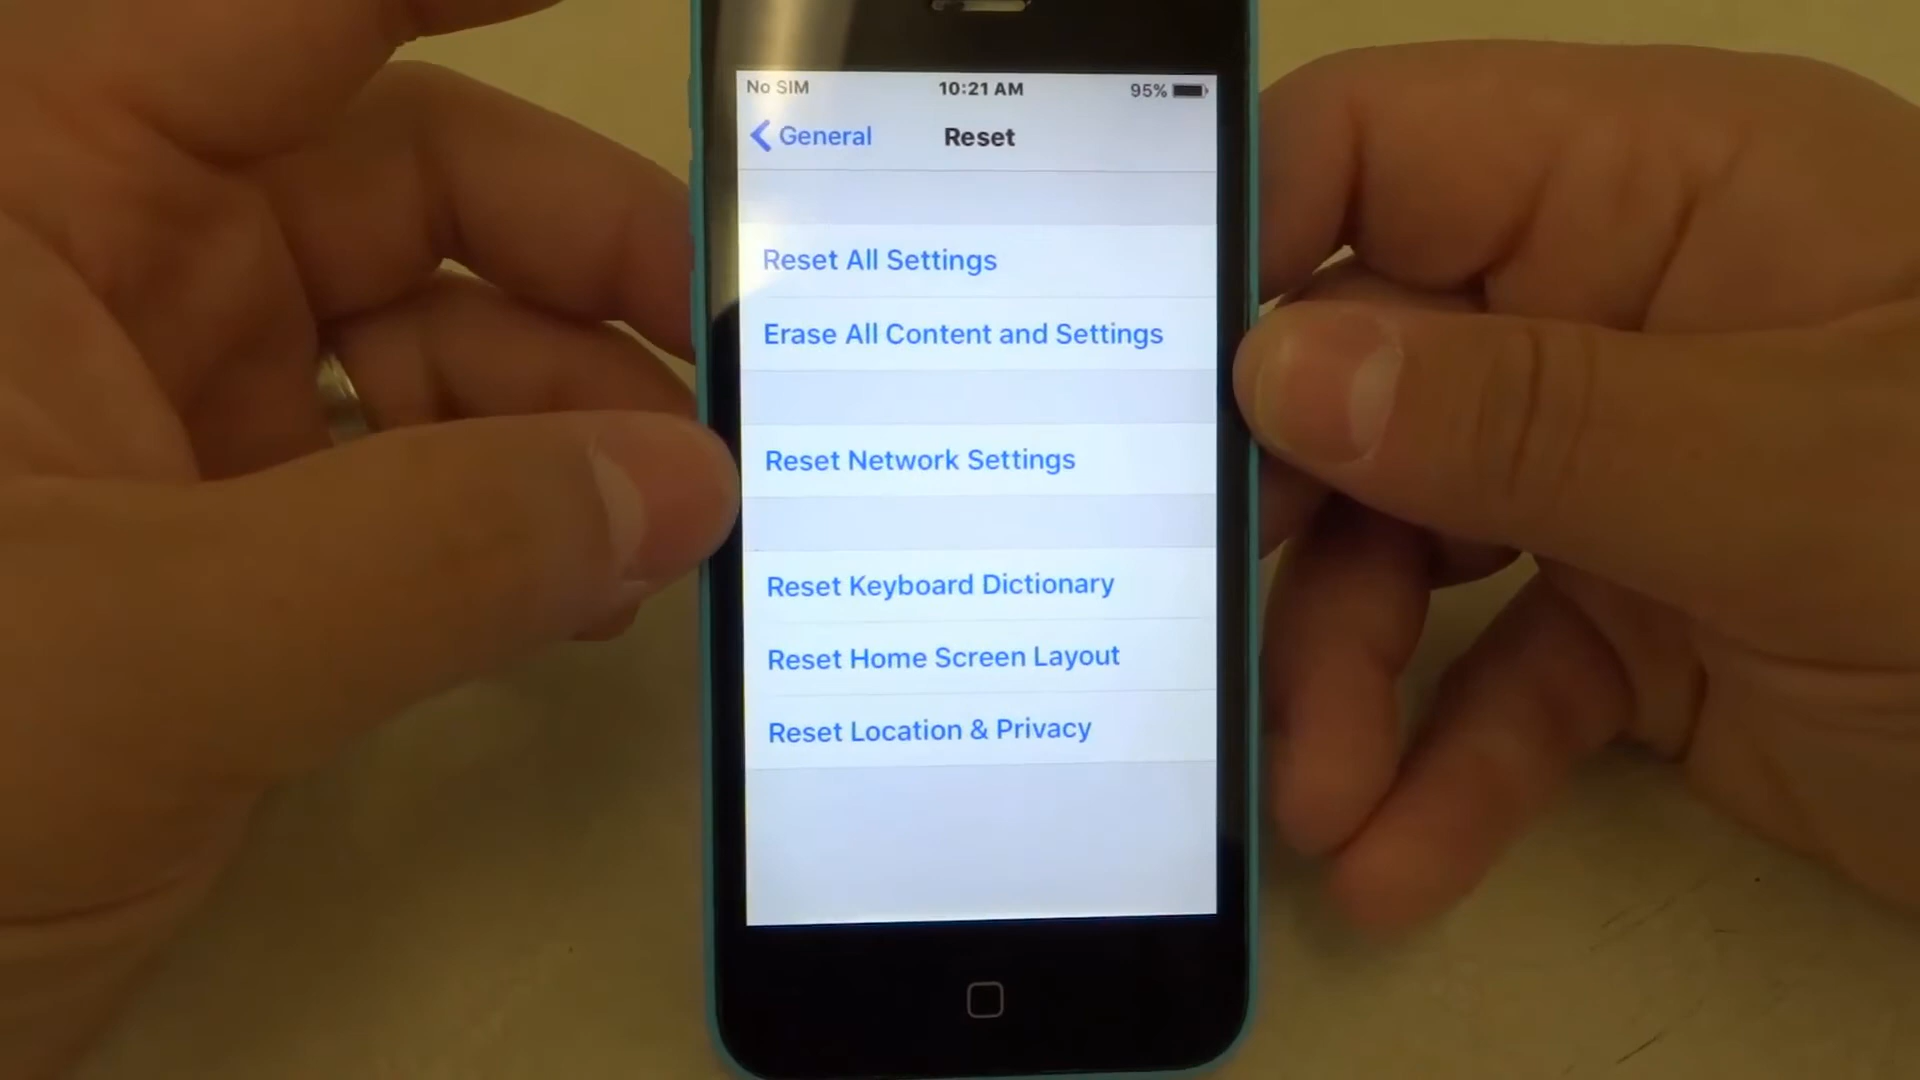 No SIM 10:21 AM 95%
General Reset
Reset All Settings
Erase All Content and Settings
Reset Network Settings
Reset Keyboard Dictionary
Reset Home Screen Layout
Reset Location & Privacy